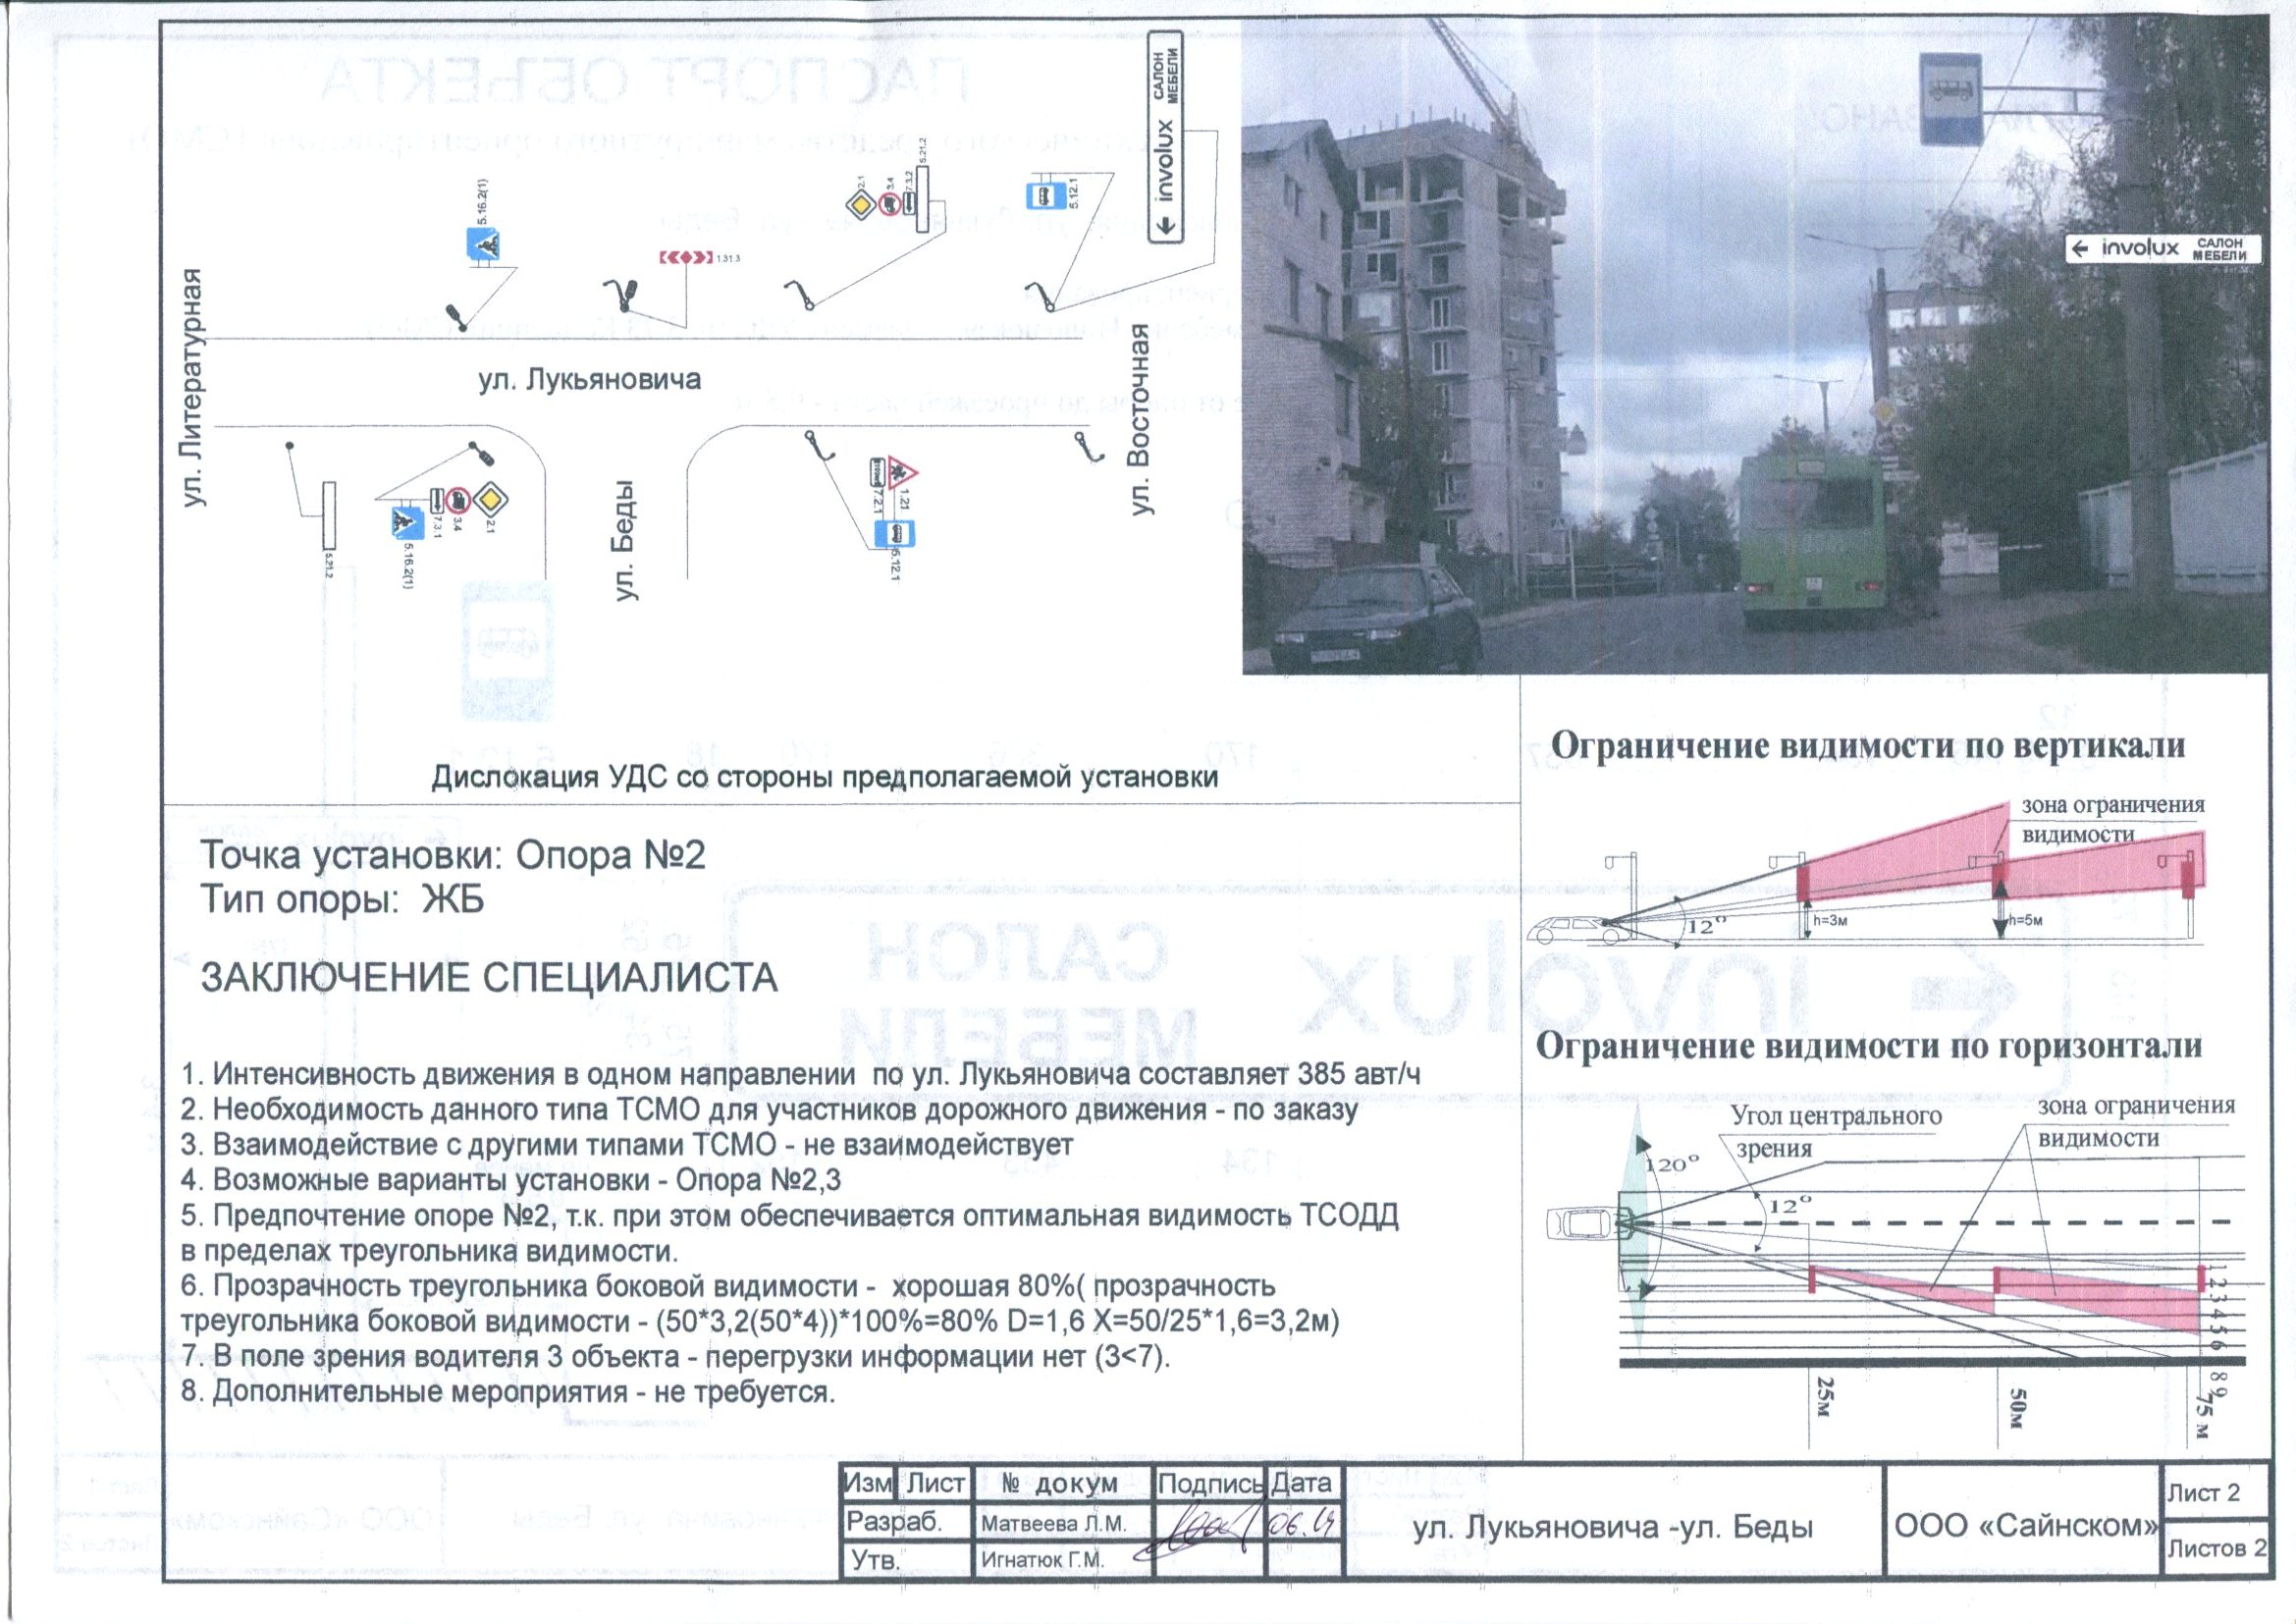 ул. Литературная
5.16.2(1)
1.31.3
2.1
3.4
7.3.2
5.21.2
5.12.1
← involux САЛОН
МЕБЕЛИ
ул. Лукьяновича
ул. Восточная
5.21.2
5.16.2(1)
7.3.1
3.4
2.1
ул. Беды
7.2.1
1.21
5.12.1
← involux САЛОН
МЕБЕЛИ
Дислокация УДС со стороны предполагаемой установки
Точка установки: Опора №2
Тип опоры: ЖБ
ЗАКЛЮЧЕНИЕ СПЕЦИАЛИСТА
1. Интенсивность движения в одном направлении по ул. Лукьяновича составляет 385 авт/ч
2. Необходимость данного типа ТСМО для участников дорожного движения - по заказу
3. Взаимодействие с другими типами ТСМО - не взаимодействует
4. Возможные варианты установки - Опора №2,3
5. Предпочтение опоре №2, т.к. при этом обеспечивается оптимальная видимость ТСОДД
в пределах треугольника видимости.
6. Прозрачность треугольника боковой видимости - хорошая 80%( прозрачность
треугольника боковой видимости - (50*3,2(50*4))*100%=80% D=1,6 X=50/25*1,6=3,2м)
7. В поле зрения водителя 3 объекта - перегрузки информации нет (3<7).
8. Дополнительные мероприятия - не требуется.
Ограничение видимости по вертикали
зона ограничения
видимости
12°
h=3м
h=5м
Ограничение видимости по горизонтали
Угол центрального
зрения
зона ограничения
видимости
120°
12°
1 2 3 4 5 6 8 9
25м
50м
75 м
Изм Лист № докум Подпись Дата
Разраб. Матвеева Л.М. 06.14
Утв. Игнатюк Г.М.
ул. Лукьяновича -ул. Беды
ООО «Сайнском»
Лист 2
Листов 2